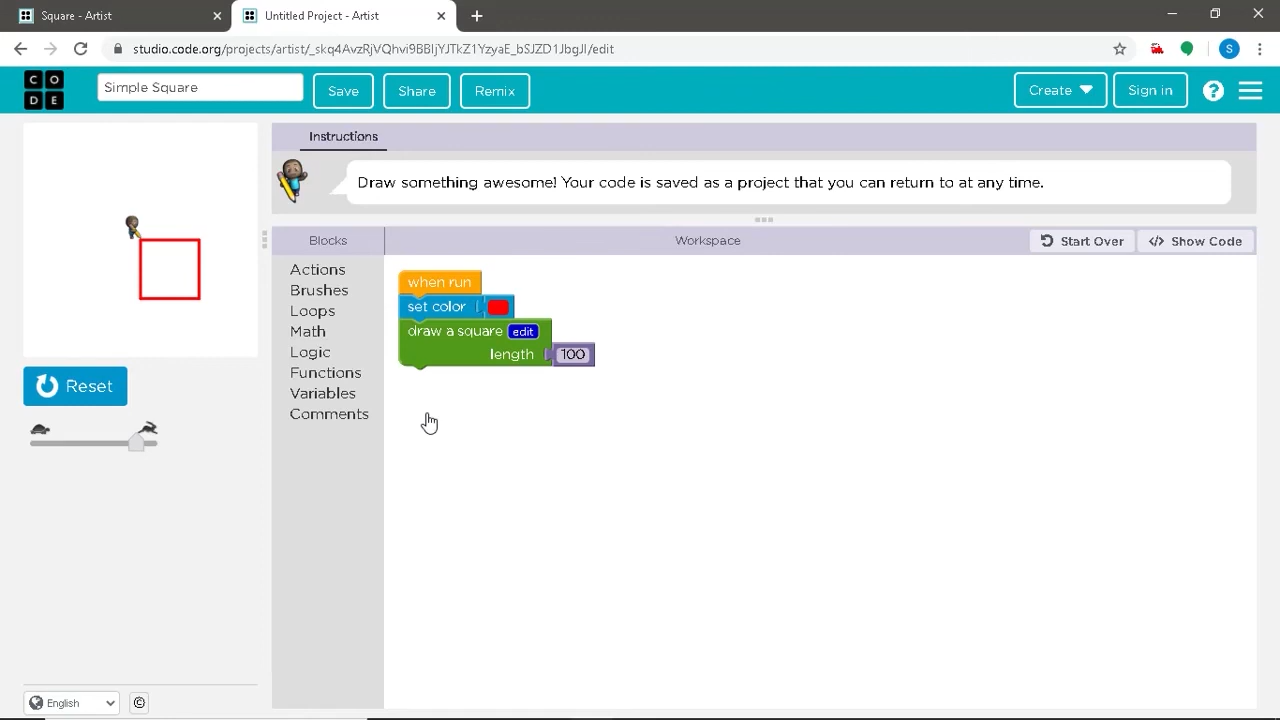 Square - Artist
Untitled Project - Artist
studio.code.org/projects/artist/_skq4AvzRjVQhvi9BBIjYJTkZ1YzyaE_bSJZD1JbgJI/edit
S
CODE
Simple Square
Save
Share
Remix
Create
Sign in
?
Instructions
Draw something awesome! Your code is saved as a project that you can return to at any time.
Blocks
Workspace
Start Over
</> Show Code
Actions
Brushes
Loops
Math
Logic
Functions
Variables
Comments
when run
set color
draw a square edit
length 100
Reset
English
©